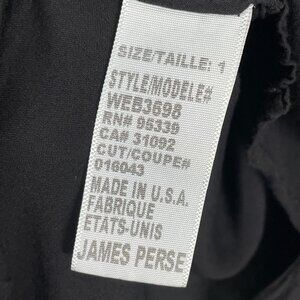 SIZE/TAILLE: 1
STYLE/MODELE#
WEB3698
RN# 95339
CA# 31092
CUT/COUPE#
016043
MADE IN U.S.A.
FABRIQUE
ETATS-UNIS
JAMES PERSE